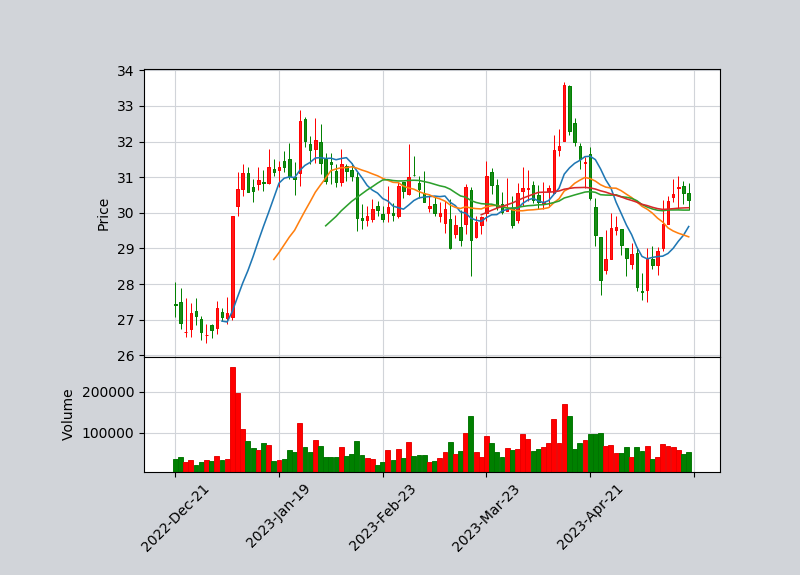 34
33
32
31
30
29
28
27
26
Price
200000
100000
Volume
2022-Dec-21
2023-Jan-19
2023-Feb-23
2023-Mar-23
2023-Apr-21